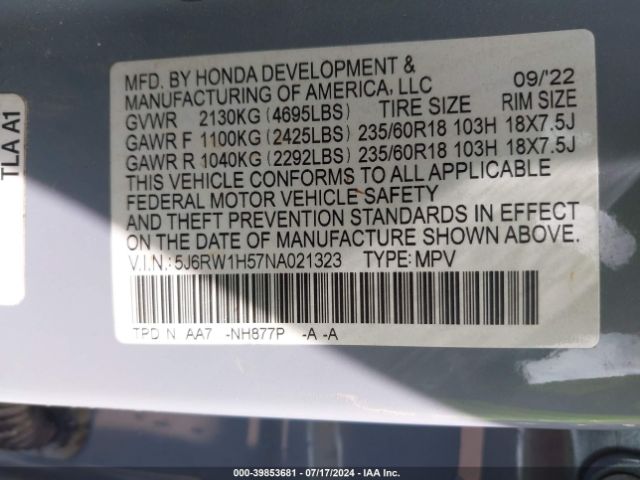 TLA A1
MFD. BY HONDA DEVELOPMENT &
MANUFACTURING OF AMERICA, LLC 09/'22
GVWR 2130KG (4695LBS) TIRE SIZE RIM SIZE
GAWR F 1100KG (2425LBS) 235/60R18 103H 18X7.5J
GAWR R 1040KG (2292LBS) 235/60R18 103H 18X7.5J
THIS VEHICLE CONFORMS TO ALL APPLICABLE
FEDERAL MOTOR VEHICLE SAFETY
AND THEFT PREVENTION STANDARDS IN EFFECT
ON THE DATE OF MANUFACTURE SHOWN ABOVE.
V.I.N.: 5J6RW1H57NA021323 TYPE: MPV
TPD N AA7 -NH877P -A -A
000-39853681 - 07/17/2024 - IAA Inc.